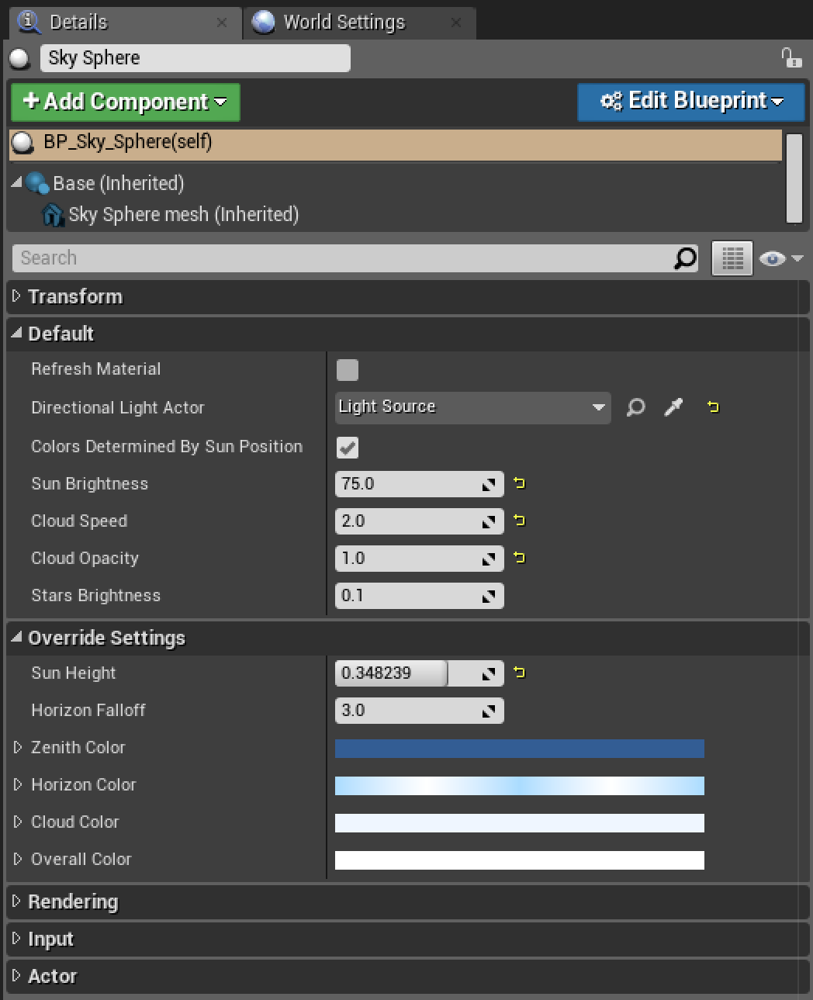 Details World Settings
Sky Sphere
Add Component Edit Blueprint
BP_Sky_Sphere(self)
Base (Inherited)
Sky Sphere mesh (Inherited)
Search
Transform
Default
Refresh Material
Directional Light Actor Light Source
Colors Determined By Sun Position
Sun Brightness 75.0
Cloud Speed 2.0
Cloud Opacity 1.0
Stars Brightness 0.1
Override Settings
Sun Height 0.348239
Horizon Falloff 3.0
Zenith Color
Horizon Color
Cloud Color
Overall Color
Rendering
Input
Actor